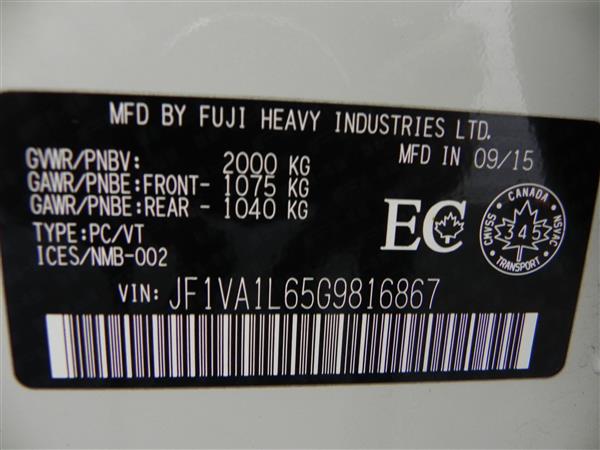 MFD BY FUJI HEAVY INDUSTRIES LTD.
GVWR/PNBV: 2000 KG MFD IN 09/15
GAWR/PNBE:FRONT- 1075 KG
GAWR/PNBE:REAR - 1040 KG
TYPE:PC/VT
ICES/NMB-002
EC
CANADA
CMVSS 345 NSVAC
TRANSPORT
VIN: JF1VA1L65G9816867